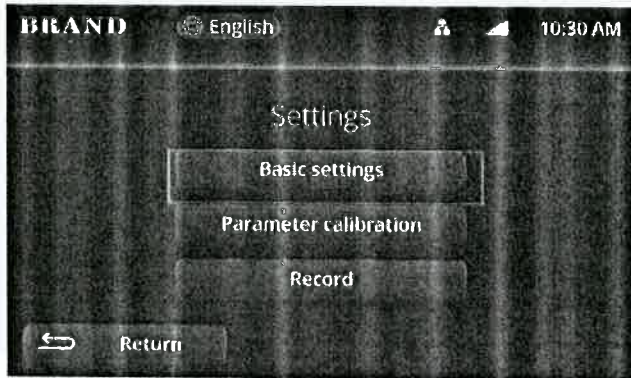 BRAND English 10:30 AM
Settings
Basic settings
Parameter calibration
Record
Return